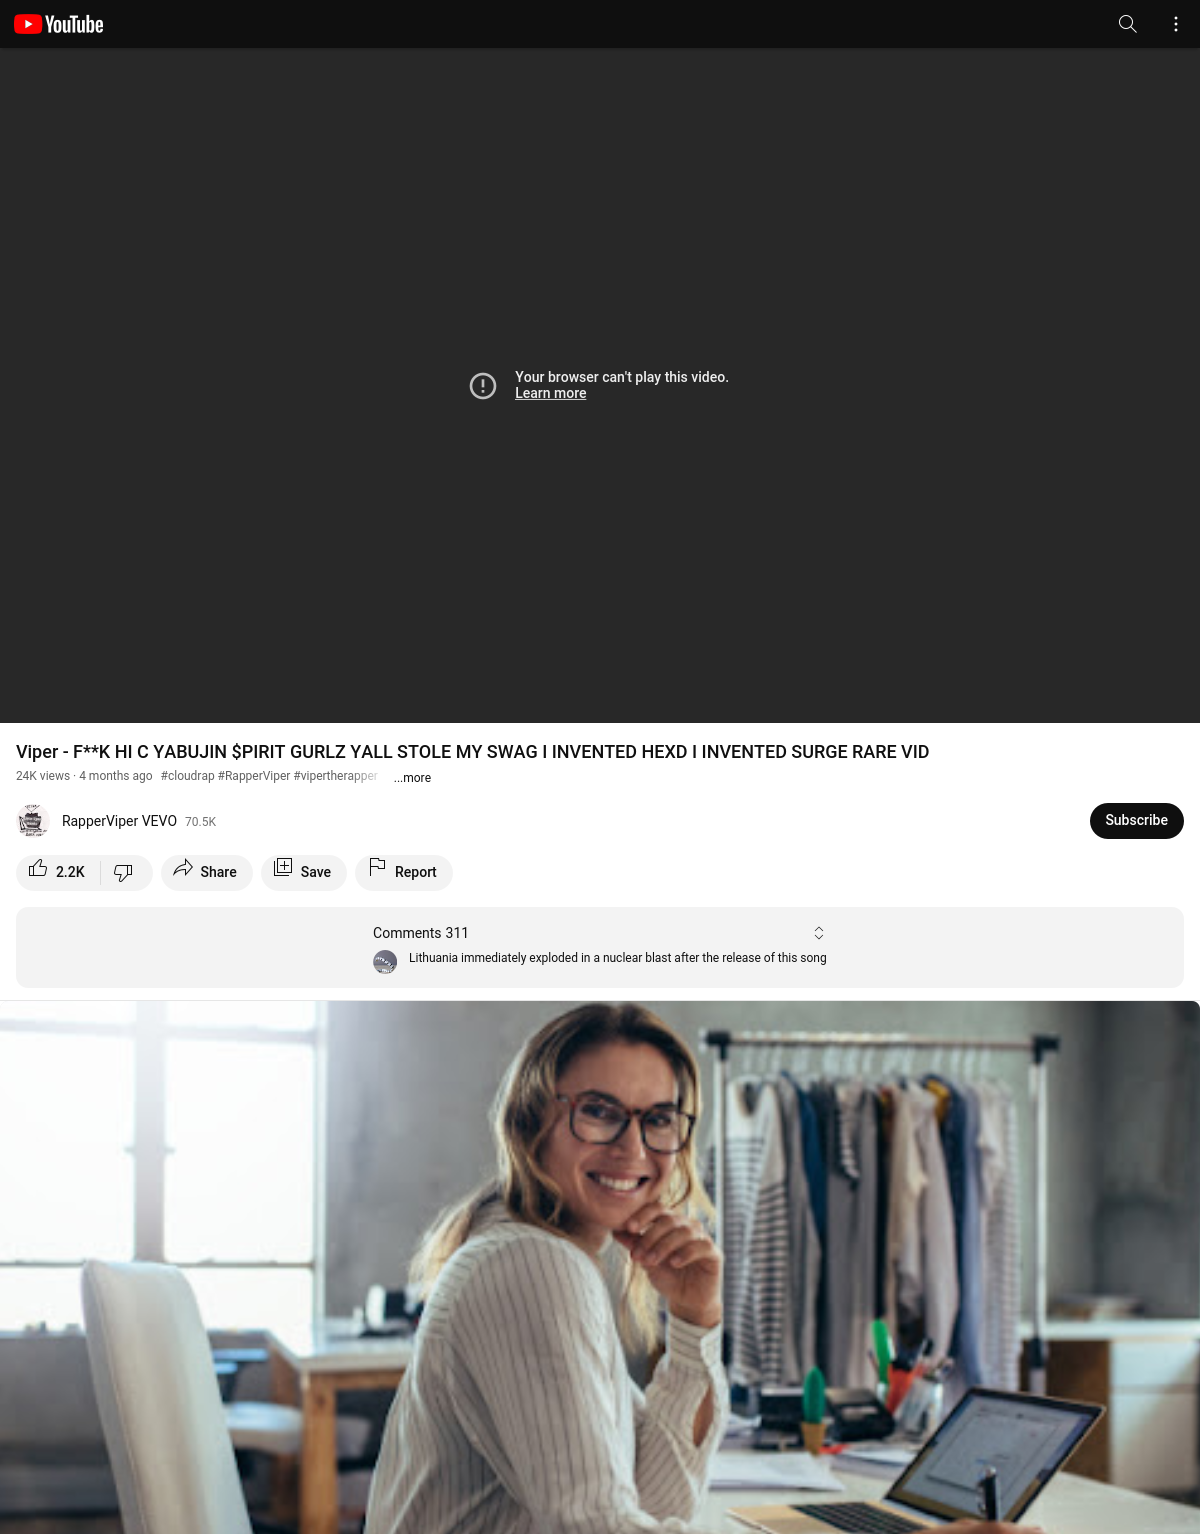 YouTube
Your browser can't play this video.
Learn more
Viper - F**K HI C YABUJIN $PIRIT GURLZ YALL STOLE MY SWAG I INVENTED HEXD I INVENTED SURGE RARE VID
24K views · 4 months ago #cloudrap #RapperViper #vipertherapper ...more
RapperViper VEVO 70.5K
Subscribe
2.2K Share Save Report
Comments 311
Lithuania immediately exploded in a nuclear blast after the release of this song